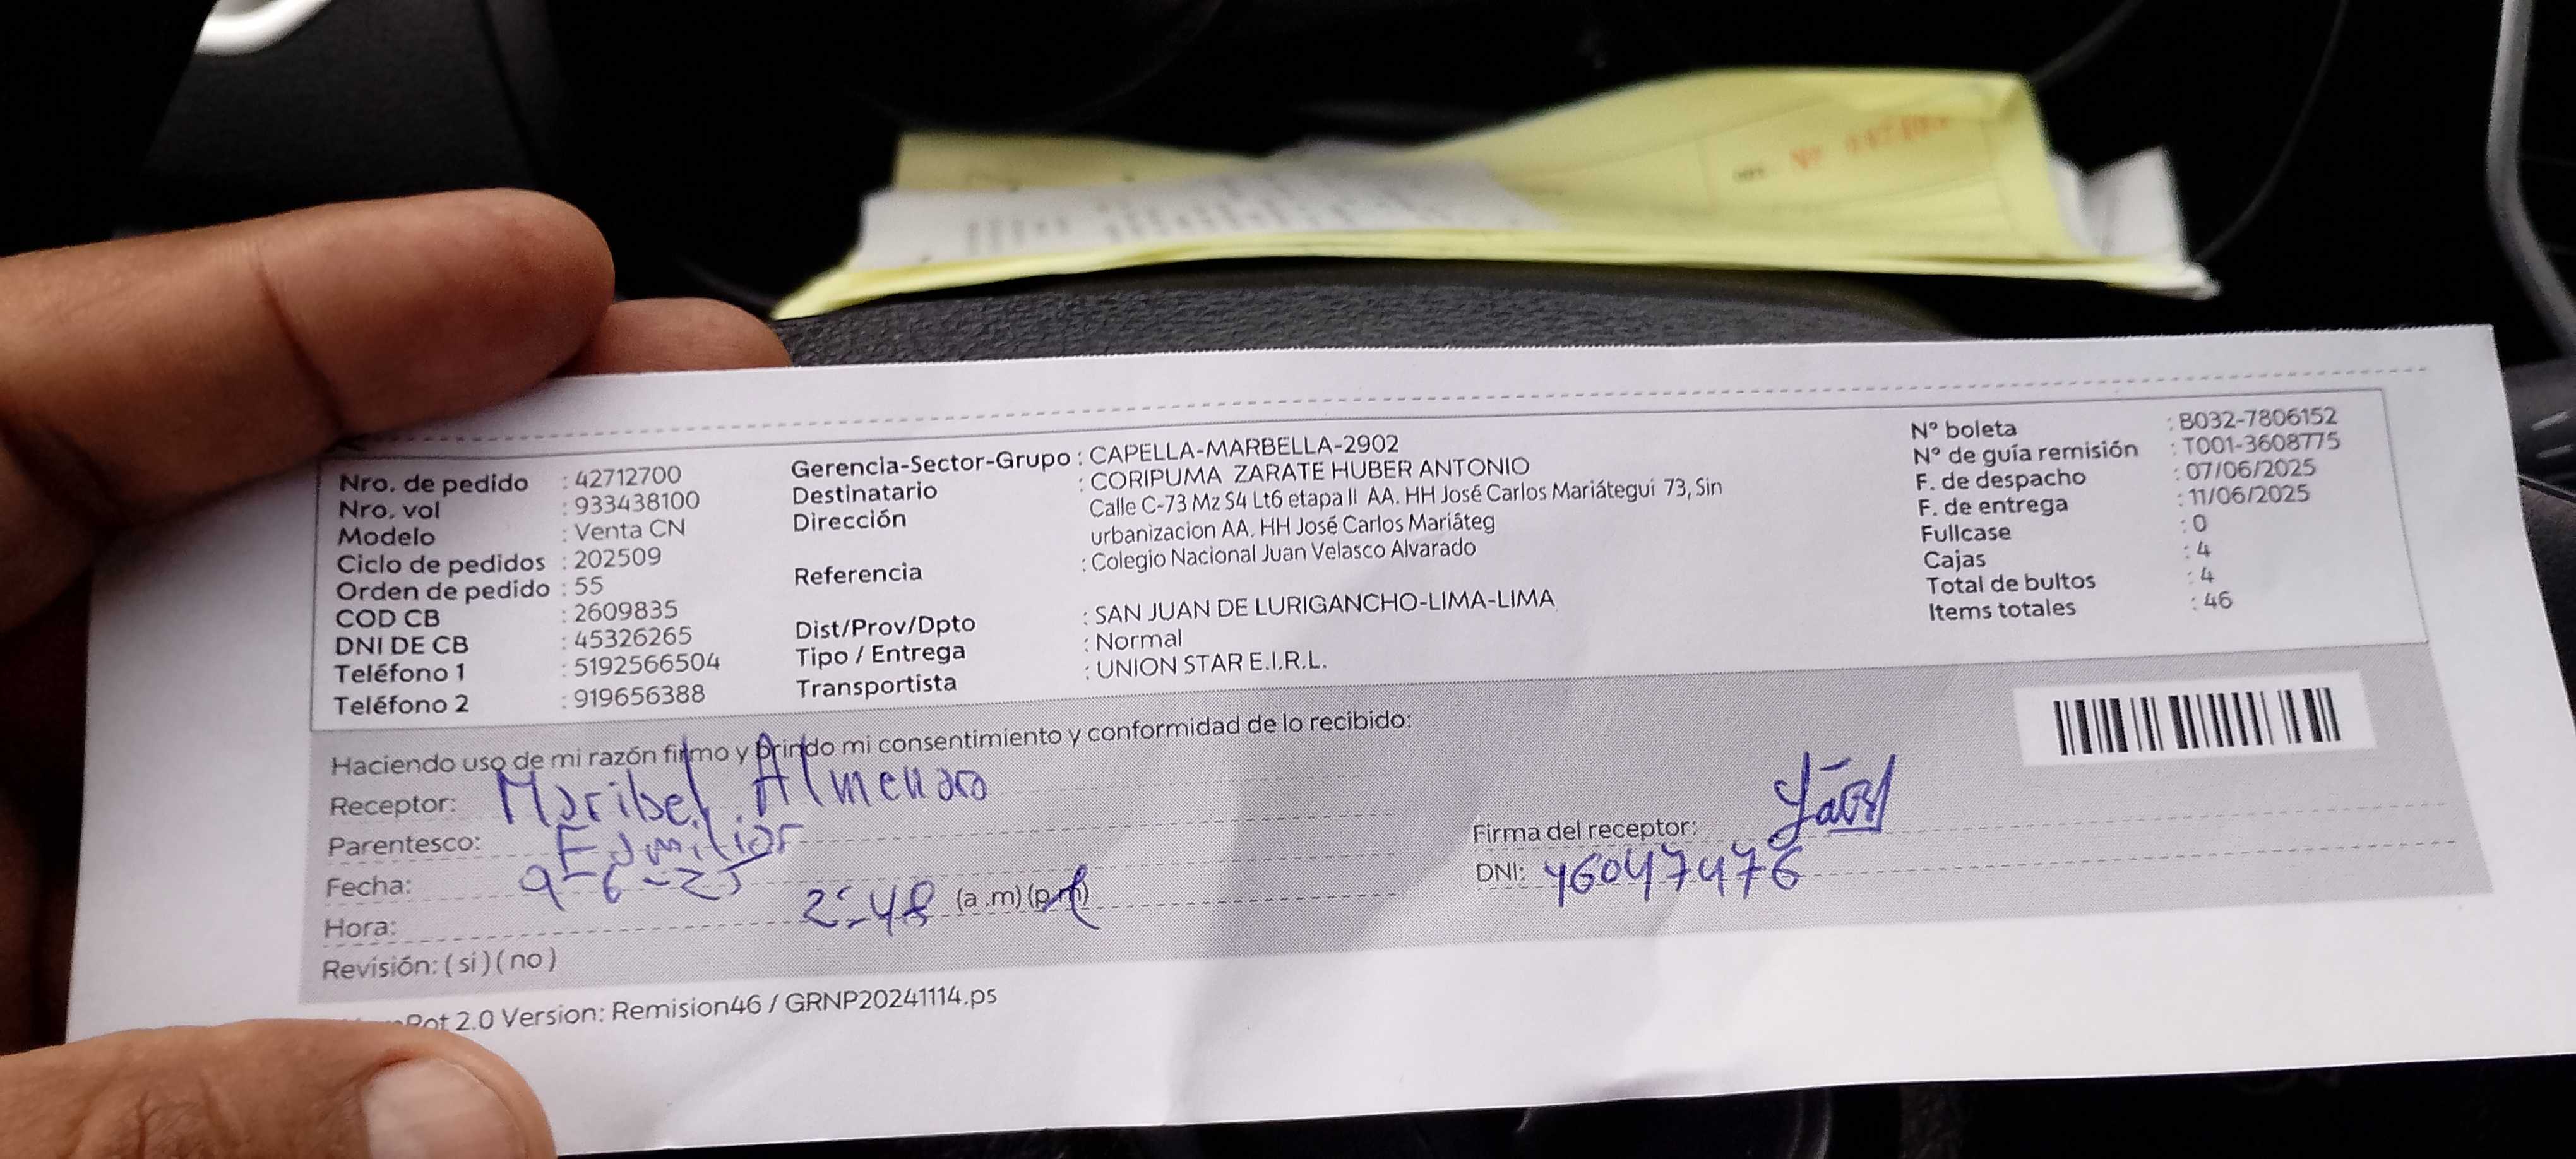 Nro. de pedido : 42712700
Nro. vol : 933438100
Modelo : Venta CN
Ciclo de pedidos : 202509
Orden de pedido : 55
COD CB : 2609835
DNI DE CB : 45326265
Teléfono 1 : 5192566504
Teléfono 2 : 919656388
Gerencia-Sector-Grupo : CAPELLA-MARBELLA-2902
Destinatario : CORIPUMA ZARATE HUBER ANTONIO
Dirección Calle C-73 Mz S4 Lt6 etapa II AA. HH José Carlos Mariátegui 73, Sin
urbanizacion AA. HH José Carlos Mariáteg
Referencia : Colegio Nacional Juan Velasco Alvarado
Dist/Prov/Dpto : SAN JUAN DE LURIGANCHO-LIMA-LIMA
Tipo / Entrega : Normal
Transportista : UNION STAR E.I.R.L.
N° boleta : B032-7806152
N° de guía remisión : T001-3608775
F. de despacho : 07/06/2025
F. de entrega : 11/06/2025
Fullcase : 0
Cajas : 4
Total de bultos : 4
Items totales : 46
Haciendo uso de mi razón firmo y brindo mi consentimiento y conformidad de lo recibido:
Receptor: Maribel Almenara
Parentesco: Familiar
Fecha: 9-6-25
Hora: 2:48 (a .m) (p.m)
Revisión: ( si ) ( no )
Firma del receptor:
DNI: 46047476
2.0 Version: Remision46 / GRNP20241114.ps